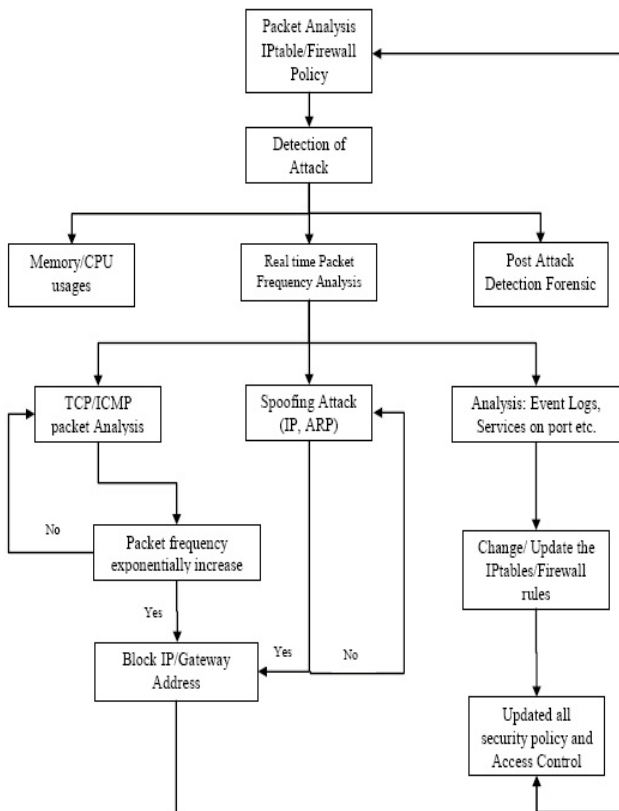 Packet Analysis
IPtable/Firewall
Policy
Detection of
Attack
Memory/CPU
usages
Real time Packet
Frequency Analysis
Post Attack
Detection Forensic
TCP/ICMP
packet Analysis
Spoofing Attack
(IP, ARP)
Analysis: Event Logs,
Services on port etc.
No
Packet frequency
exponentially increase
Change/ Update the
IPtables/Firewall
rules
Yes
Block IP/Gateway
Address
Yes
No
Updated all
security policy and
Access Control